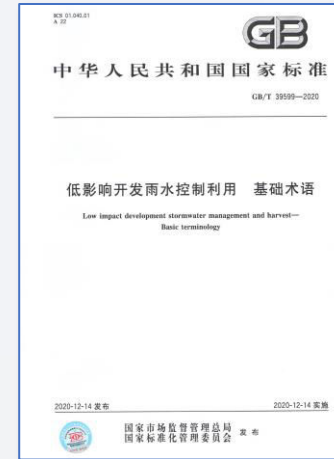 ICS 01.040.01
A 22
GB
中华人民共和国国家标准
GB/T 39599—2020
低影响开发雨水控制利用 基础术语
Low impact development stormwater management and harvest—
Basic terminology
2020-12-14 发布 2020-12-14 实施
国家市场监督管理总局
国家标准化管理委员会 发布